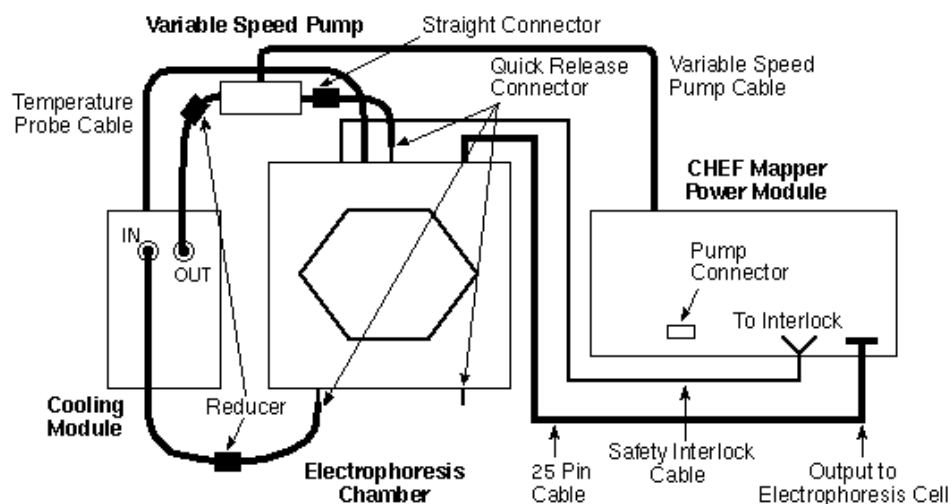 Variable Speed Pump
Straight Connector
Quick Release
Connector
Temperature
Probe Cable
Variable Speed
Pump Cable
CHEF Mapper
Power Module
IN
OUT
Pump
Connector
To Interlock
Cooling
Module
Reducer
Electrophoresis
Chamber
25 Pin
Cable
Safety Interlock
Cable
Output to
Electrophoresis Cell